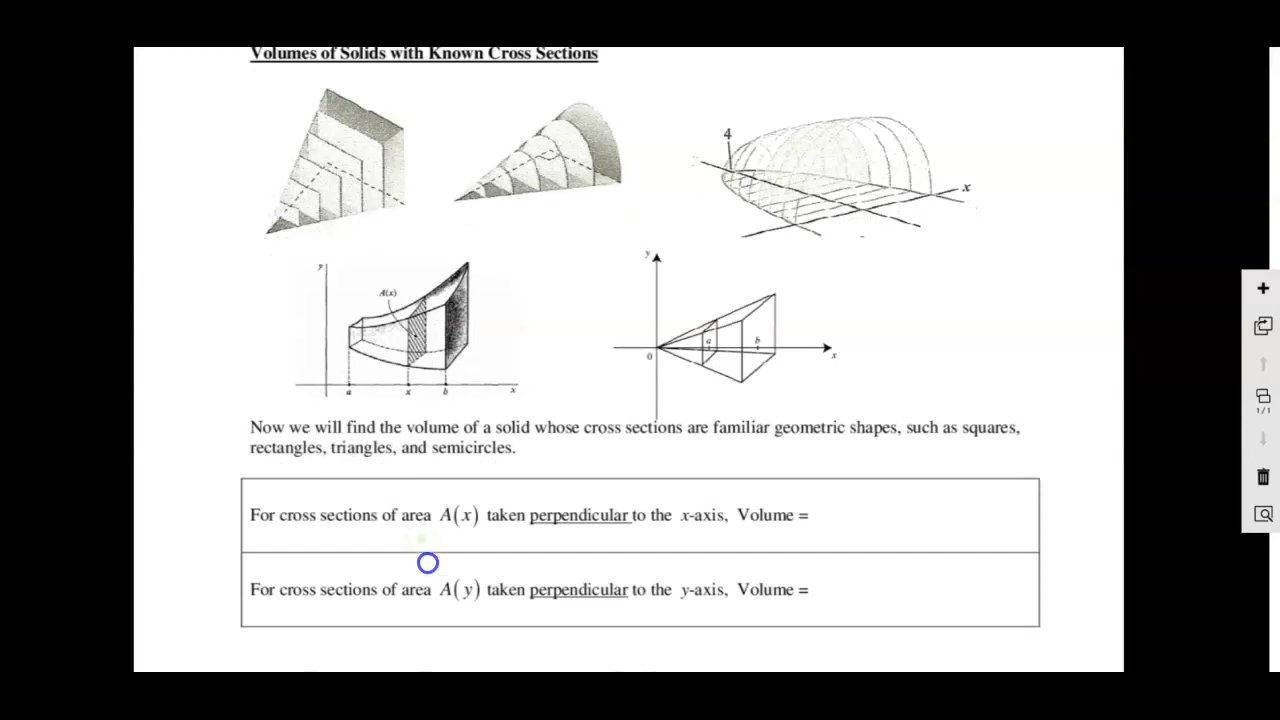 Volumes of Solids with Known Cross Sections
4
x
y
A(x)
a
x
b
x
y
0
a
b
x
Now we will find the volume of a solid whose cross sections are familiar geometric shapes, such as squares,
rectangles, triangles, and semicircles.
For cross sections of area A(x) taken perpendicular to the x-axis, Volume =
For cross sections of area A(y) taken perpendicular to the y-axis, Volume =
1/1